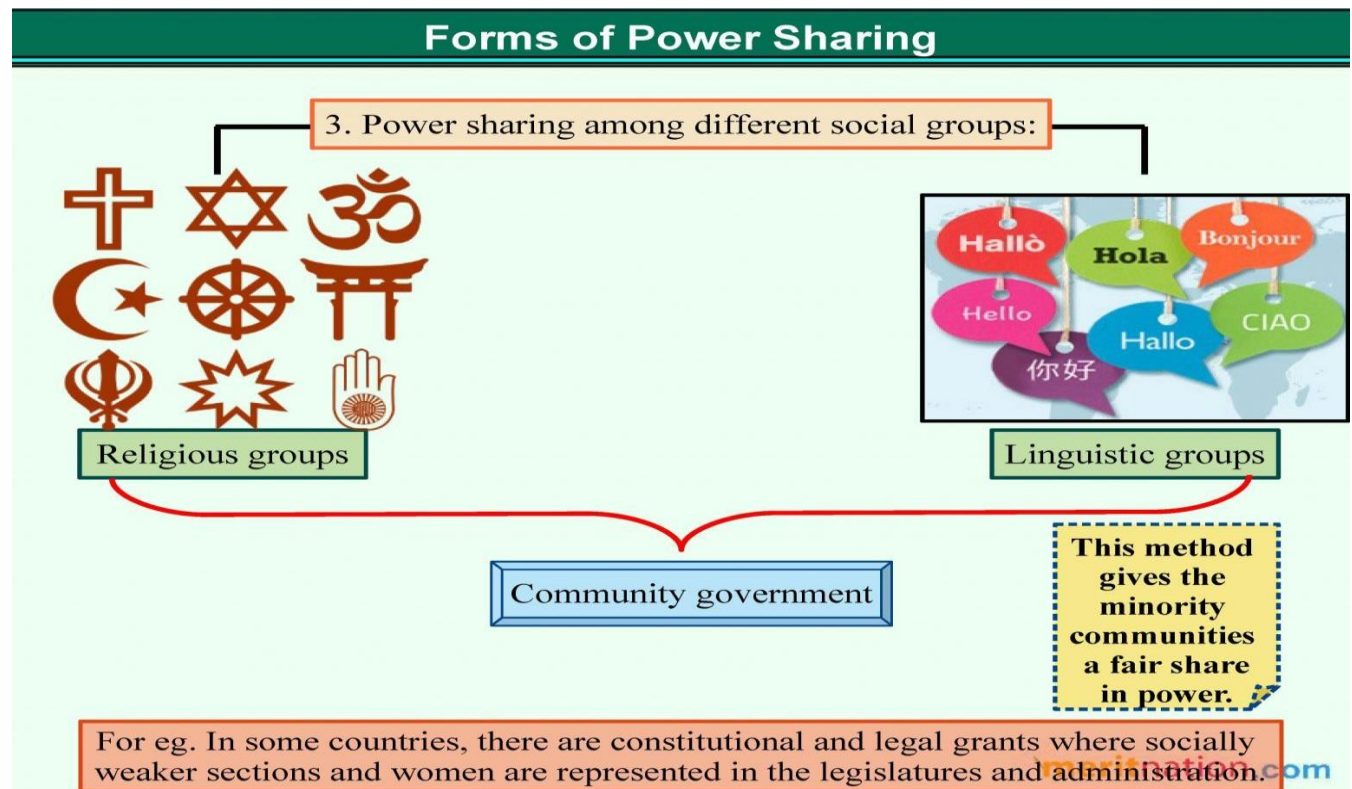 Forms of Power Sharing
3. Power sharing among different social groups:
Hallò
Hola
Bonjour
Hello
Hallo
CIAO
你好
Religious groups
Linguistic groups
Community government
This method
gives the
minority
communities
a fair share
in power.
For eg. In some countries, there are constitutional and legal grants where socially
weaker sections and women are represented in the legislatures and administration.
meritnation.com